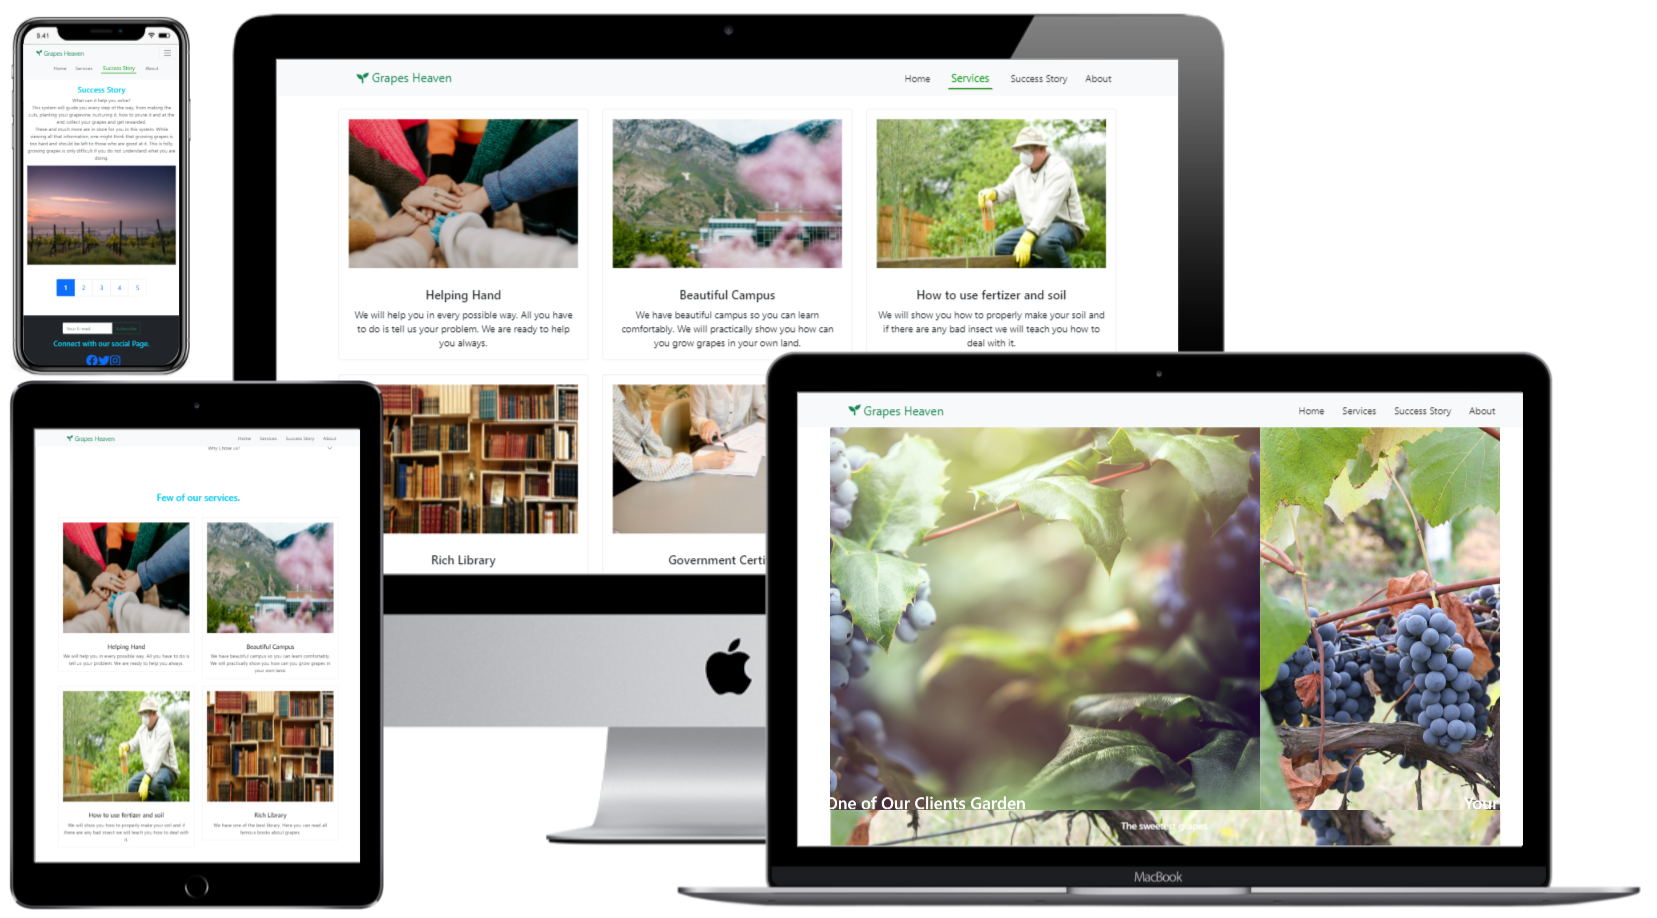 9.41
Grapes Heaven
Home Services Success Story About
Success Story
What can it help you solve?
This system will guide you every step of the way, from making the
cuts, planting your grapevine, nurturing it, how to prune it and at the
end collect your grapes and get rewarded.
These and much more are in store for you in this system. While
viewing all that information, one might think that growing grapes is
too hard and should be left to those who are good at it. This is folly,
growing grapes is only difficult if you do not understand what you are
doing.
1 2 3 4 5
Your E-mail Subscribe
Connect with our social Page.
Grapes Heaven
Home Services Success Story About
Helping Hand
We will help you in every possible way. All you have
to do is tell us your problem. We are ready to help
you always.
Beautiful Campus
We have beautiful campus so you can learn
comfortably. We will practically show you how can
you grow grapes in your own land.
How to use fertizer and soil
We will show you how to properly make your soil and
if there are any bad insect we will teach you how to
deal with it.
Rich Library
Government Certi
Grapes Heaven
Home Services Success Story About
Few of our services.
Helping Hand
We will help you in every possible way. All you have to do is
tell us your problem. We are ready to help you always.
Beautiful Campus
We have beautiful campus so you can learn comfortably.
We will practically show you how can you grow grapes in
your own land.
How to use fertizer and soil
We will show you how to properly make your soil and if
there are any bad insect we will teach you how to deal with
it.
Rich Library
We have one of the best library. Here you can read all
famous books about grapes
Grapes Heaven
Home Services Success Story About
One of Our Clients Garden
Your
The sweetest grapes
MacBook